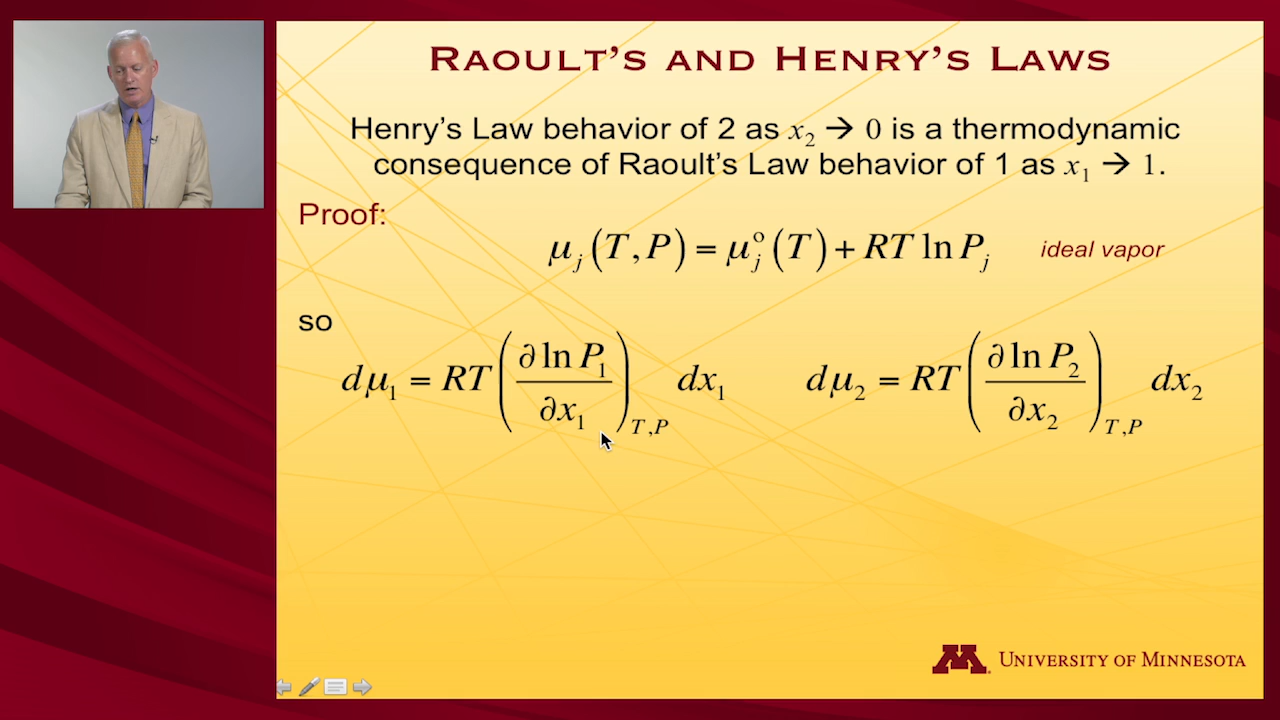 RAOULT'S AND HENRY'S LAWS
Henry's Law behavior of 2 as x₂ → 0 is a thermodynamic
consequence of Raoult's Law behavior of 1 as x₁ → 1.
Proof:
μⱼ(T,P) = μⱼ°(T) + RT ln Pⱼ ideal vapor
so
dμ₁ = RT (∂ ln P₁ / ∂x₁)T,P dx₁ dμ₂ = RT (∂ ln P₂ / ∂x₂)T,P dx₂
M
UNIVERSITY OF MINNESOTA